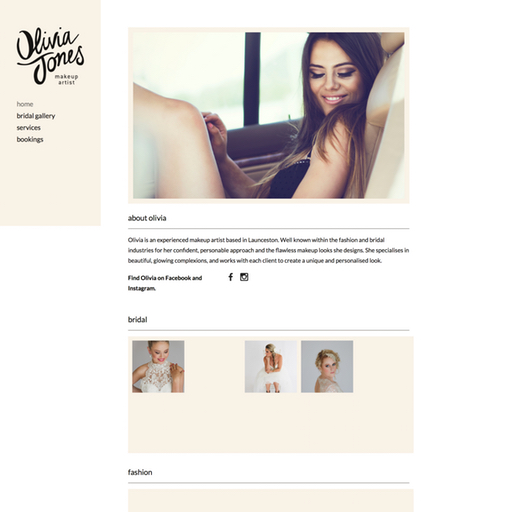 Olivia
Jones
makeup
artist
home
bridal gallery
services
bookings
about olivia
Olivia is an experienced makeup artist based in Launceston. Well known within the fashion and bridal
industries for her confident, personable approach and the flawless makeup looks she designs. She specialises in
beautiful, glowing complexions, and works with each client to create a unique and personalised look.
Find Olivia on Facebook and
Instagram.
bridal
fashion